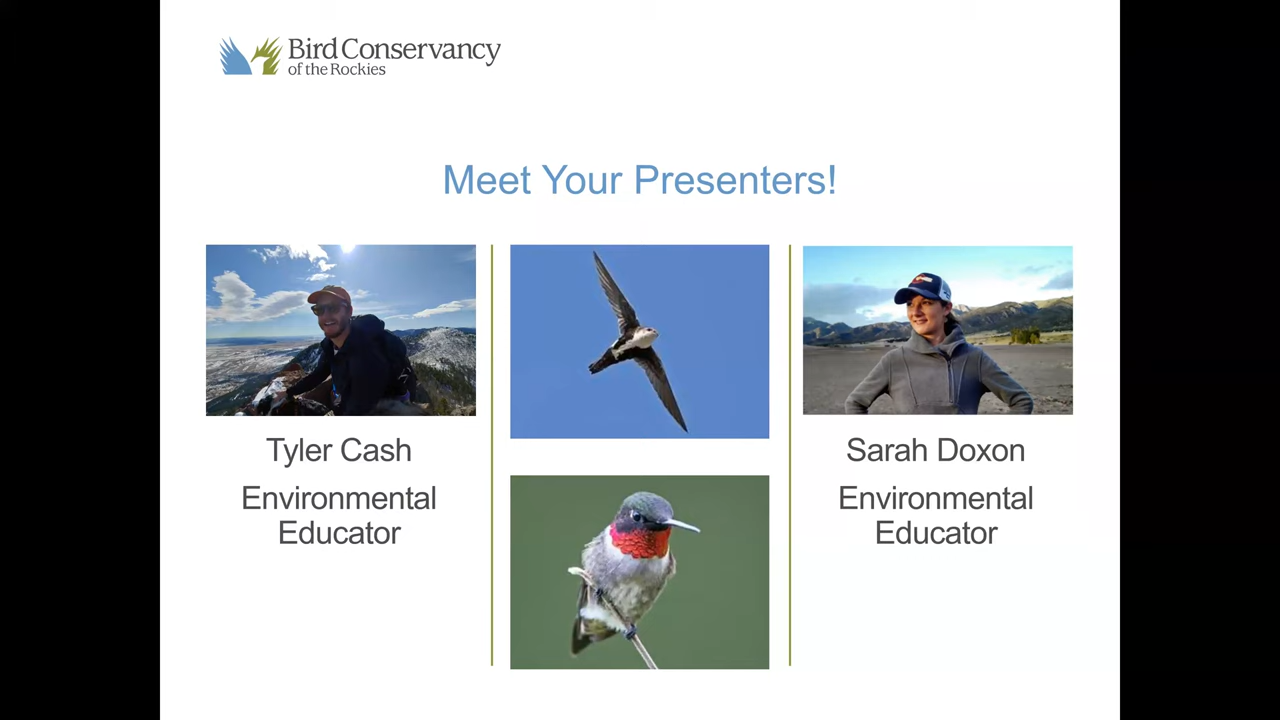 Bird Conservancy
of the Rockies
Meet Your Presenters!
Tyler Cash
Environmental
Educator
Sarah Doxon
Environmental
Educator